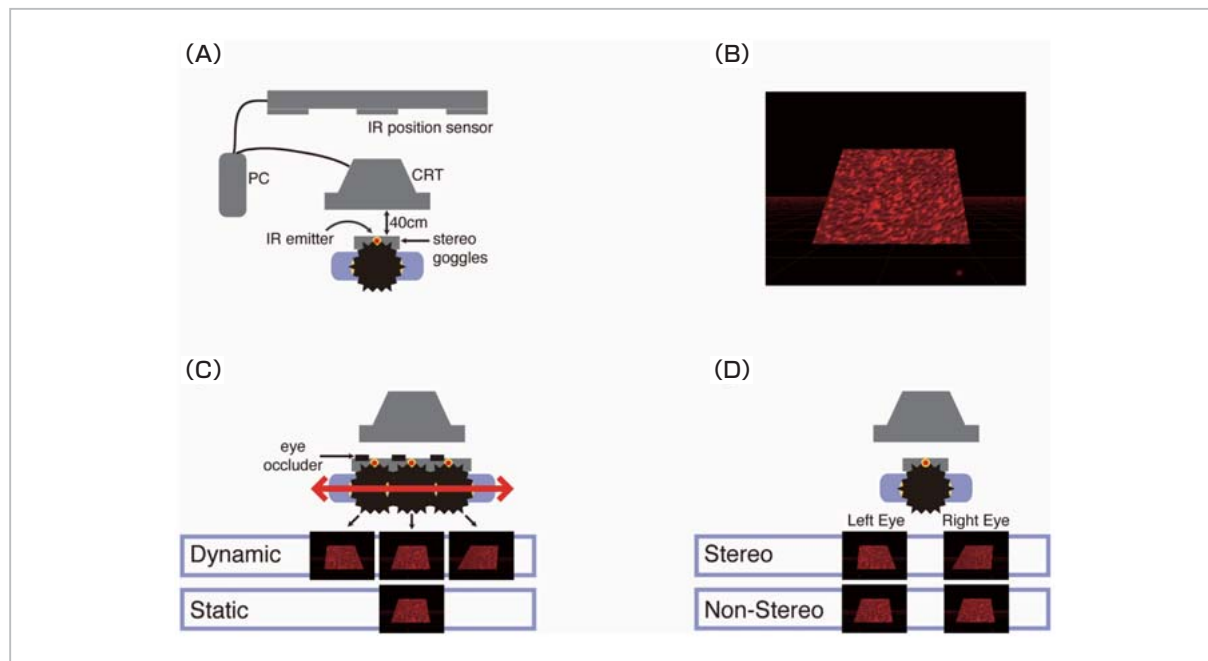 (A)
IR position sensor
PC
CRT
40cm
IR emitter
stereo
goggles
(B)
(C)
eye
occluder
Dynamic
Static
(D)
Left Eye
Right Eye
Stereo
Non-Stereo